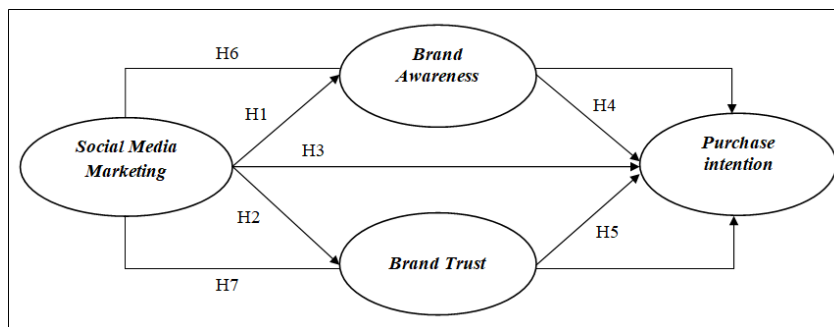 H6
Brand
Awareness
H1
H4
Social Media
Marketing
H3
Purchase
intention
H2
H5
Brand Trust
H7